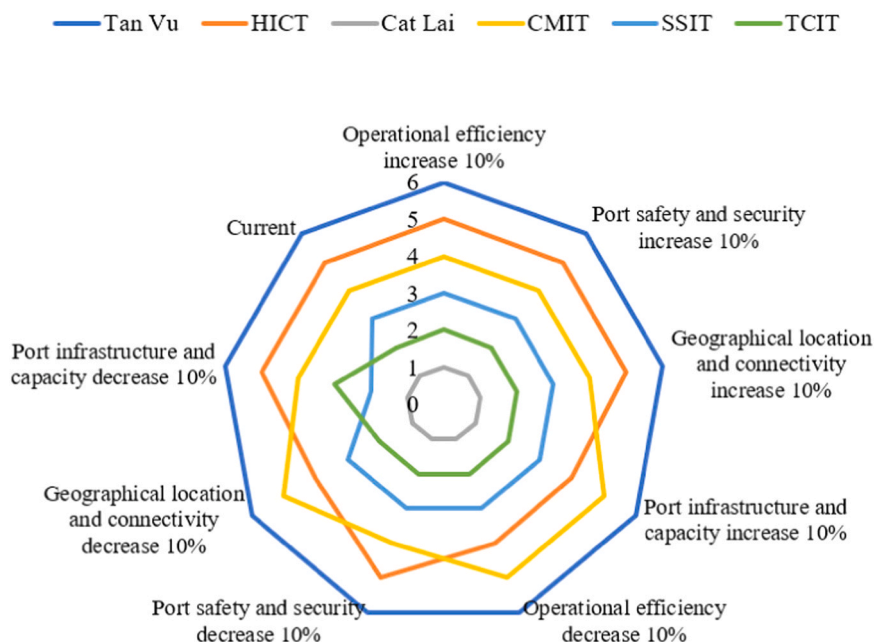 Tan Vu HICT Cat Lai CMIT SSIT TCIT
Operational efficiency
increase 10%
6
5
4
3
2
1
0
Port safety and security
increase 10%
Geographical location
and connectivity
increase 10%
Port infrastructure and
capacity increase 10%
Operational efficiency
decrease 10%
Port safety and security
decrease 10%
Geographical location
and connectivity
decrease 10%
Port infrastructure and
capacity decrease 10%
Current